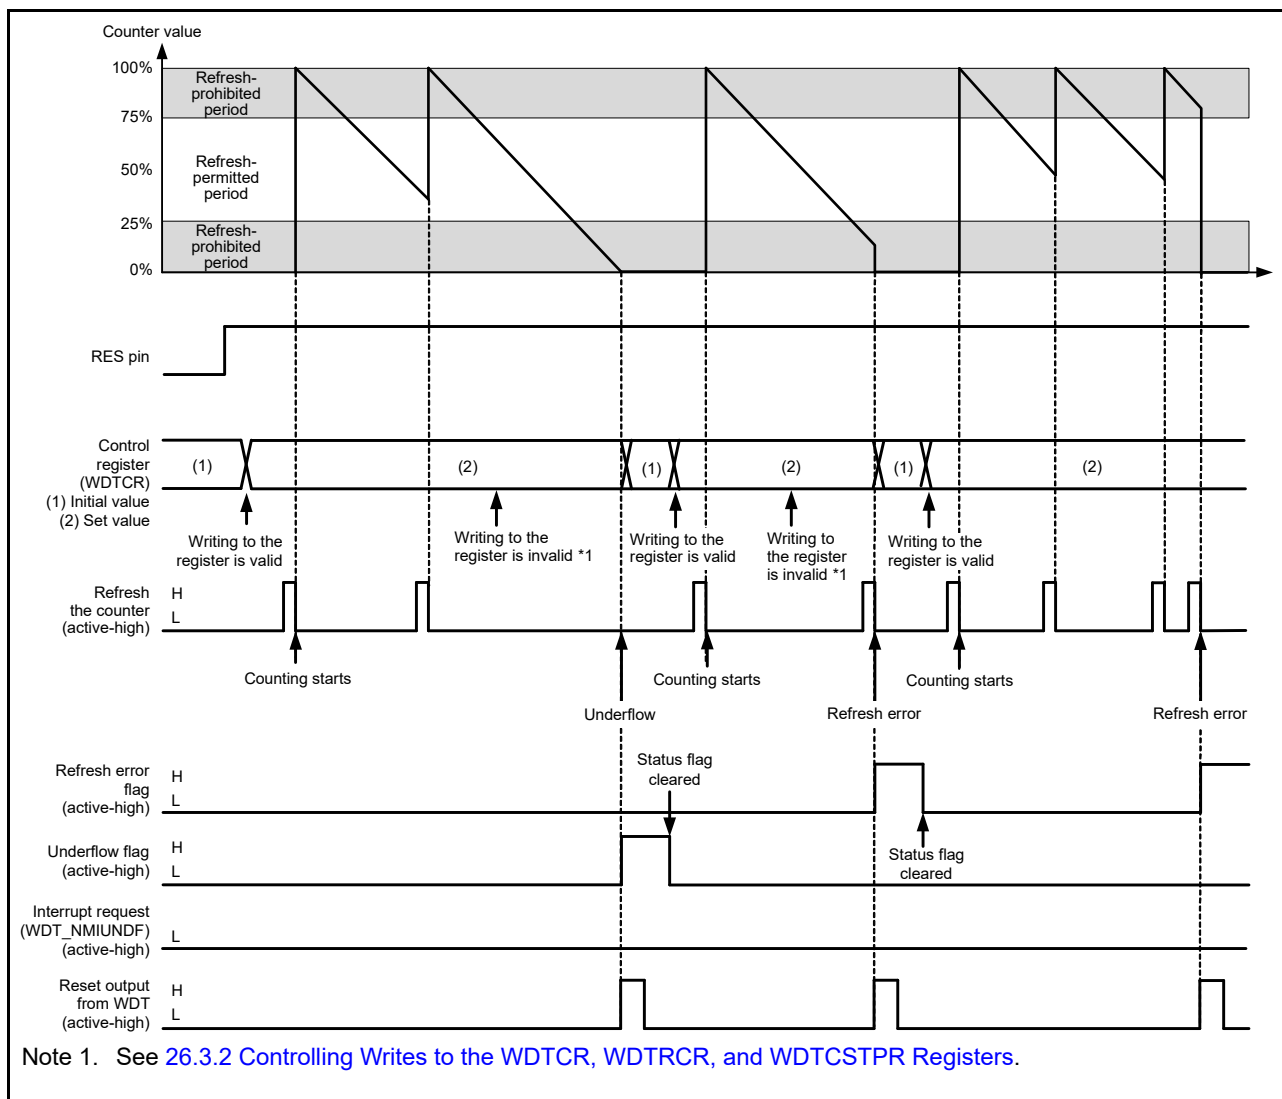 Counter value
100%
Refresh-
prohibited
period
75%
50%
Refresh-
permitted
period
25%
Refresh-
prohibited
period
0%
RES pin
Control
register
(WDTCR)
(1) Initial value
(2) Set value
(1)
(2)
(1)
(2)
(1)
(2)
Writing to the
register is valid
Writing to the
register is invalid *1
Writing to the
register is valid
Writing to
the register
is invalid *1
Writing to the
register is valid
Refresh
the counter
(active-high)
H
L
Counting starts
Counting starts
Counting starts
Underflow
Refresh error
Refresh error
Refresh error
flag
(active-high)
H
L
Status flag
cleared
Status flag
cleared
Underflow flag
(active-high)
H
L
Interrupt request
(WDT_NMIUNDF)
(active-high)
L
Reset output
from WDT
(active-high)
H
L
Note 1. See 26.3.2 Controlling Writes to the WDTCR, WDTRCR, and WDTCSTPR Registers.